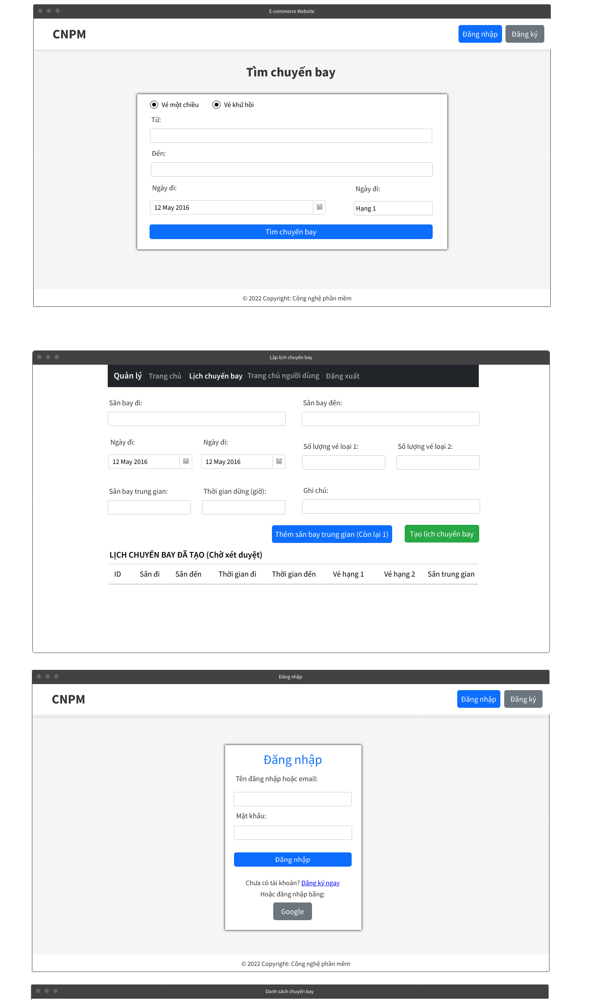 E-commerce Website
CNPM
Đăng nhập Đăng ký
Tìm chuyến bay
Vé một chiều Vé khứ hồi
Từ:
Đến:
Ngày đi: Ngày đi:
12 May 2016 Hạng 1
Tìm chuyến bay
© 2022 Copyright: Công nghệ phần mềm
Lập lịch chuyến bay
Quản lý Trang chủ Lịch chuyến bay Trang chủ người dùng Đăng xuất
Sân bay đi: Sân bay đến:
Ngày đi: Ngày đi: Số lượng vé loại 1: Số lượng vé loại 2:
12 May 2016 12 May 2016
Sân bay trung gian: Thời gian dừng (giờ): Ghi chú:
Thêm sân bay trung gian (Còn lại 1) Tạo lịch chuyến bay
LỊCH CHUYẾN BAY ĐÃ TẠO (Chờ xét duyệt)
ID Sân đi Sân đến Thời gian đi Thời gian đến Vé hạng 1 Vé hạng 2 Sân trung gian
Đăng nhập
CNPM
Đăng nhập Đăng ký
Đăng nhập
Tên đăng nhập hoặc email:
Mật khẩu:
Đăng nhập
Chưa có tài khoản? Đăng ký ngay
Hoặc đăng nhập bằng:
Google
© 2022 Copyright: Công nghệ phần mềm
Danh sách chuyến bay